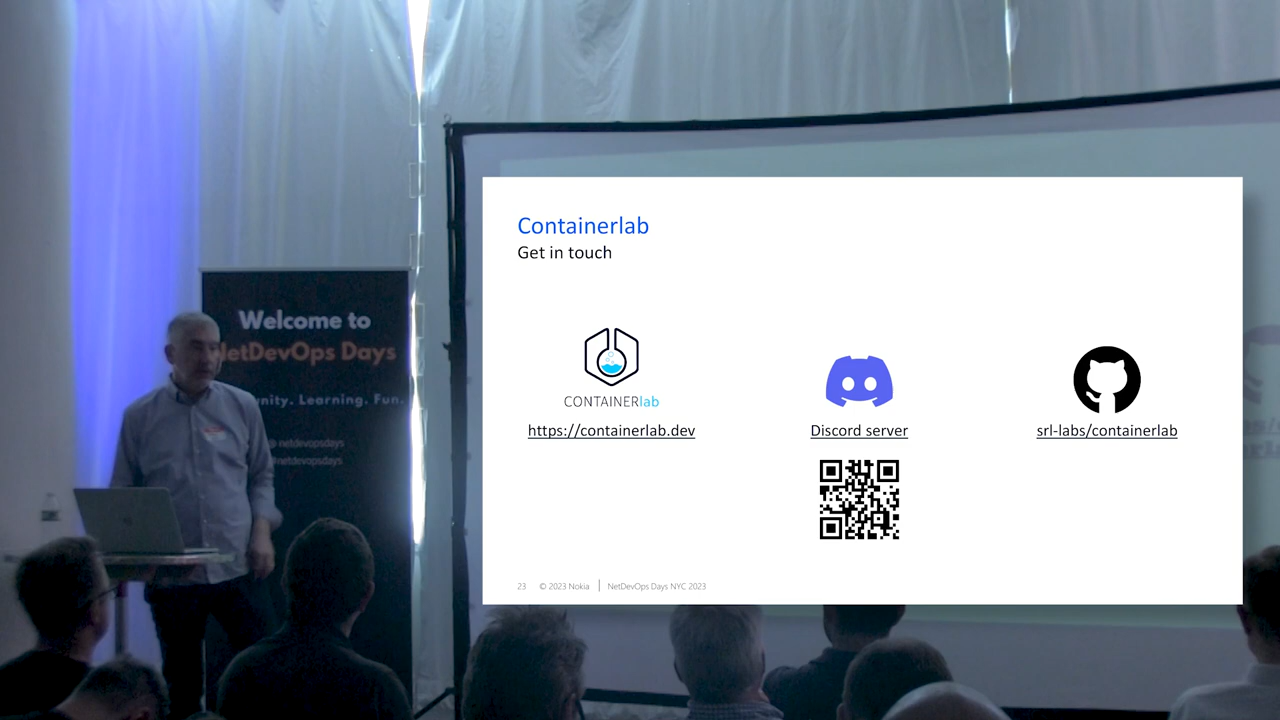 Welcome to
NetDevOps Days
unity. Learning. Fun.
@ netdevopsdays
netdevopsdays
Containerlab
Get in touch
CONTAINERlab
https://containerlab.dev
Discord server
srl-labs/containerlab
23 © 2023 Nokia | NetDevOps Days NYC 2023